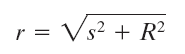 r = √s² + R²